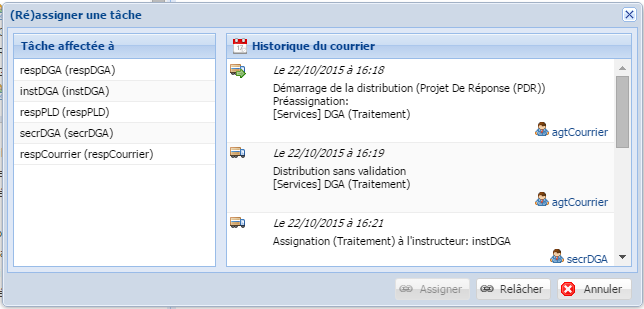 (Ré)assigner une tâche
Tâche affectée à
respDGA (respDGA)
instDGA (instDGA)
respPLD (respPLD)
secrDGA (secrDGA)
respCourrier (respCourrier)
Historique du courrier
Le 22/10/2015 à 16:18
Démarrage de la distribution (Projet De Réponse (PDR))
Préassignation:
[Services] DGA (Traitement)
agtCourrier
Le 22/10/2015 à 16:19
Distribution sans validation
[Services] DGA (Traitement)
agtCourrier
Le 22/10/2015 à 16:21
Assignation (Traitement) à l'instructeur: instDGA
secrDGA
Assigner
Relâcher
Annuler